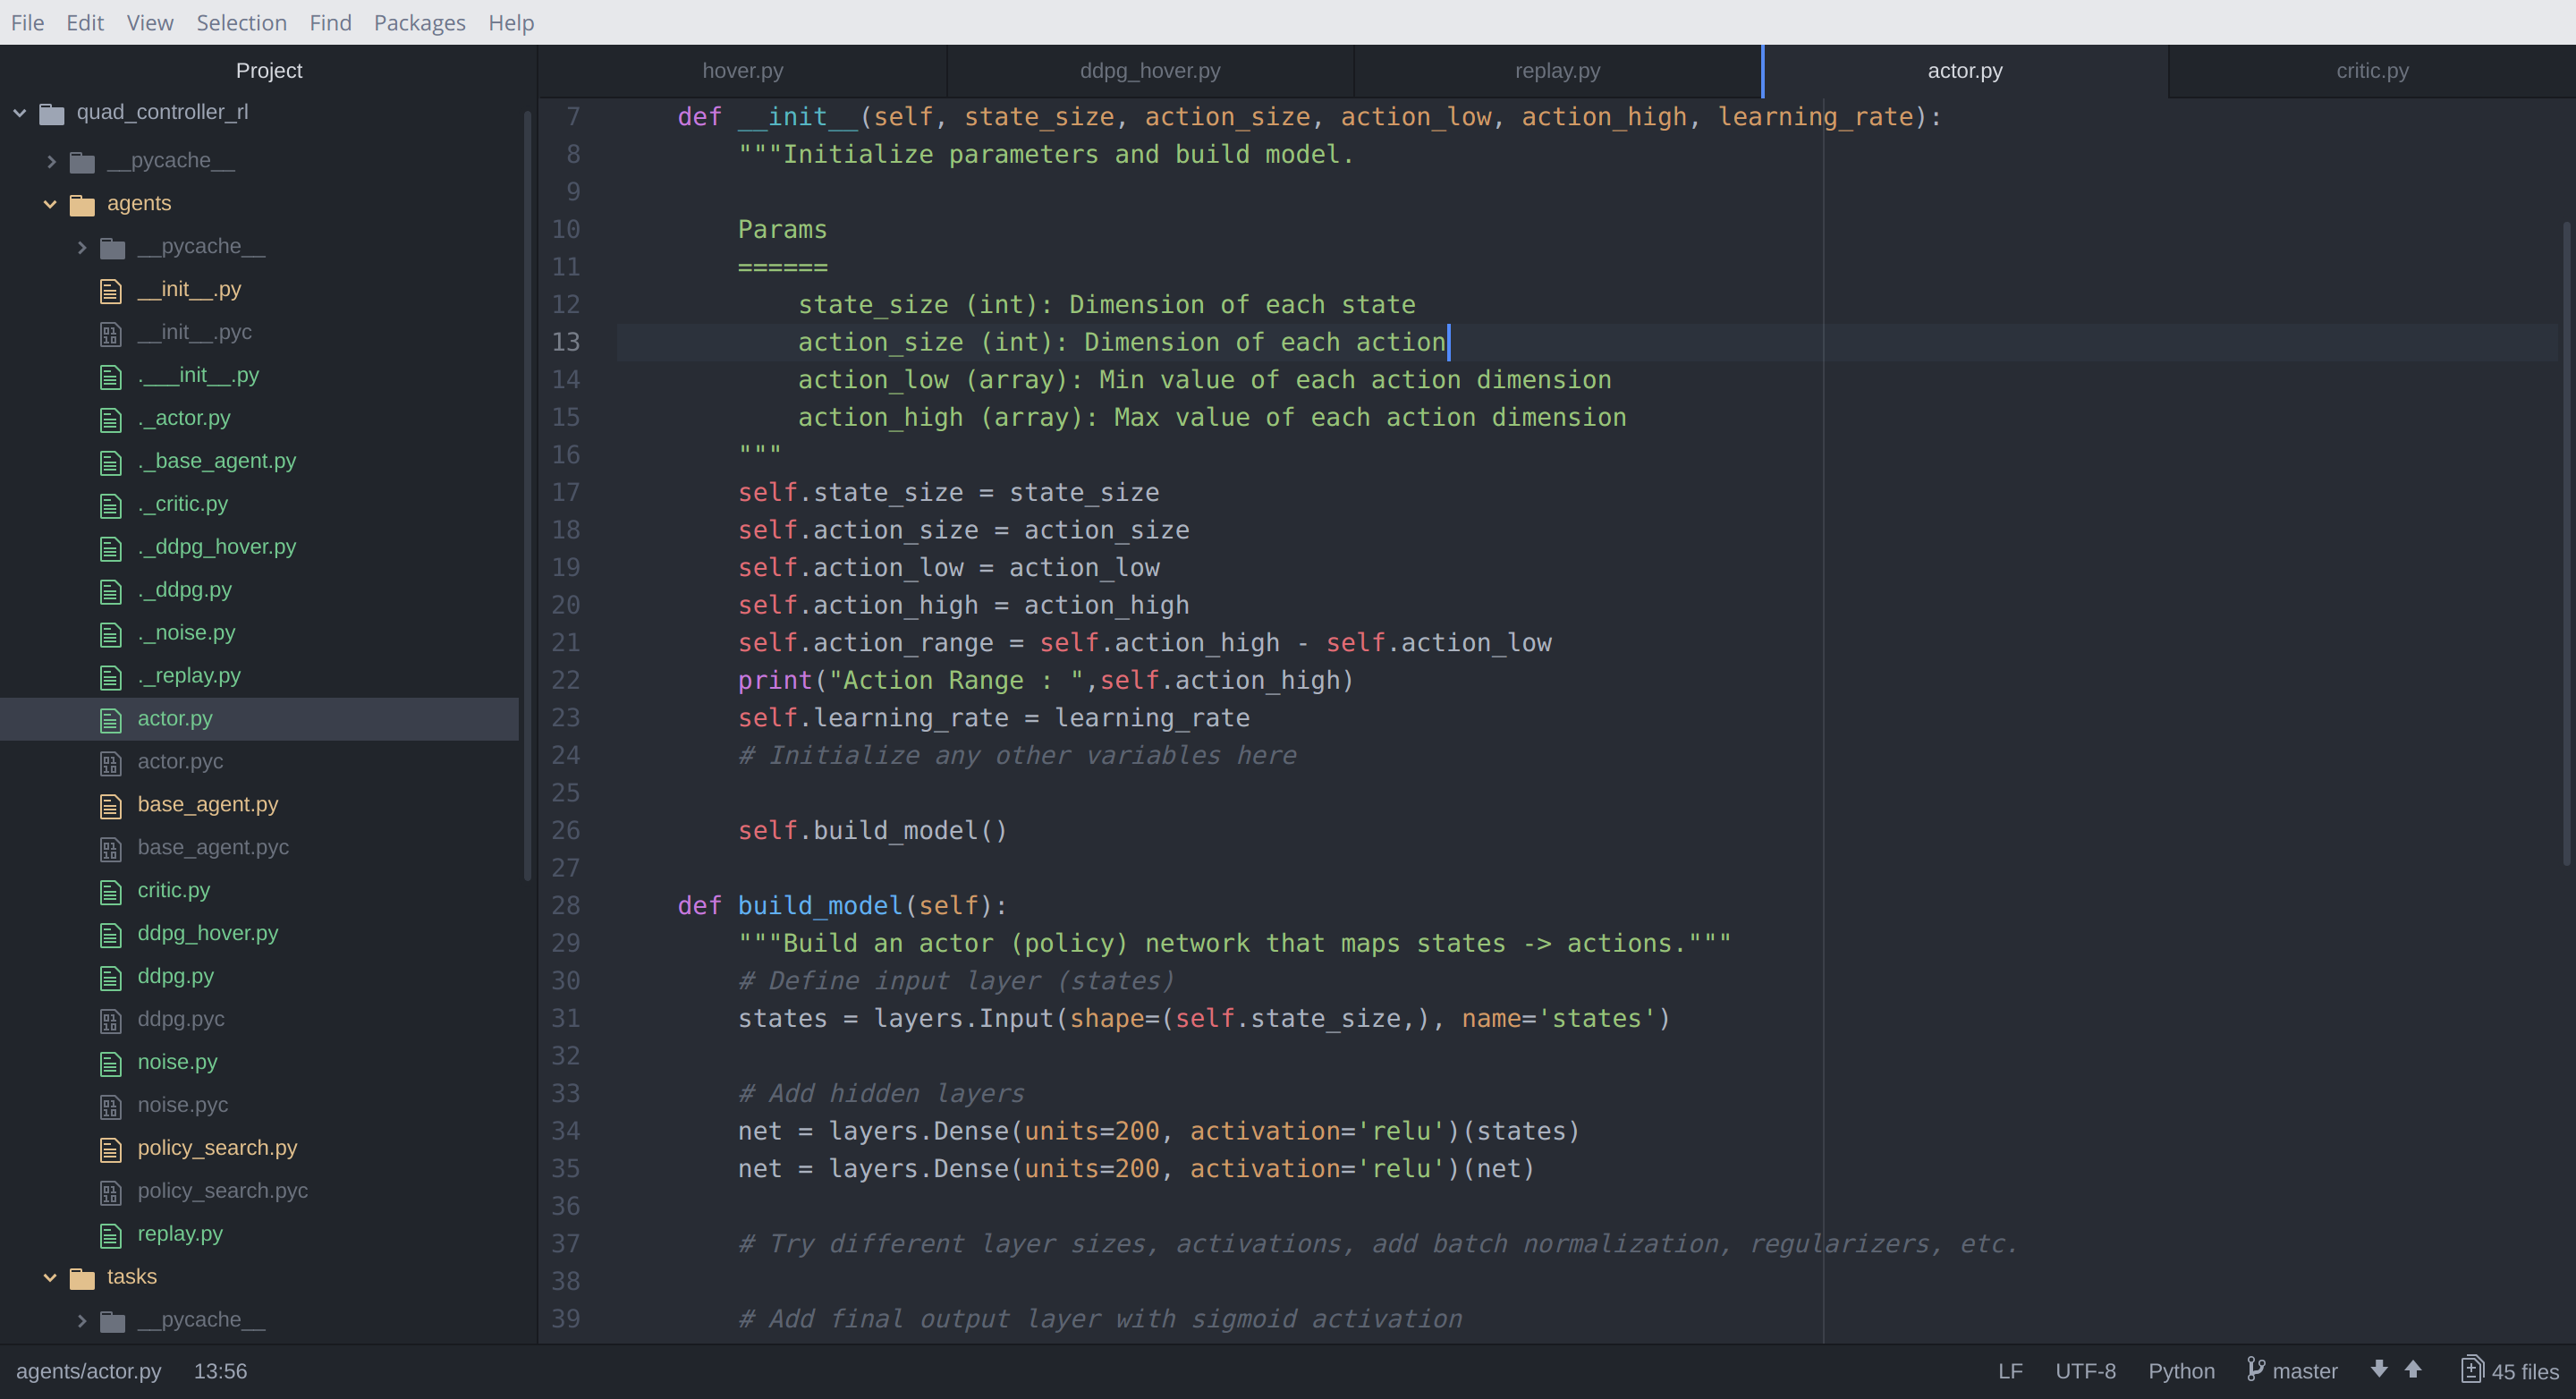 File Edit View Selection Find Packages Help
Project
quad_controller_rl
__pycache__
agents
__pycache__
__init__.py
__init__.pyc
.___init__.py
._actor.py
._base_agent.py
._critic.py
._ddpg_hover.py
._ddpg.py
._noise.py
._replay.py
actor.py
actor.pyc
base_agent.py
base_agent.pyc
critic.py
ddpg_hover.py
ddpg.py
ddpg.pyc
noise.py
noise.pyc
policy_search.py
policy_search.pyc
replay.py
tasks
__pycache__
hover.py ddpg_hover.py replay.py actor.py critic.py
7 def __init__(self, state_size, action_size, action_low, action_high, learning_rate):
8 """Initialize parameters and build model.
9
10 Params
11 ======
12 state_size (int): Dimension of each state
13 action_size (int): Dimension of each action
14 action_low (array): Min value of each action dimension
15 action_high (array): Max value of each action dimension
16 """
17 self.state_size = state_size
18 self.action_size = action_size
19 self.action_low = action_low
20 self.action_high = action_high
21 self.action_range = self.action_high - self.action_low
22 print("Action Range : ",self.action_high)
23 self.learning_rate = learning_rate
24 # Initialize any other variables here
25
26 self.build_model()
27
28 def build_model(self):
29 """Build an actor (policy) network that maps states -> actions."""
30 # Define input layer (states)
31 states = layers.Input(shape=(self.state_size,), name='states')
32
33 # Add hidden layers
34 net = layers.Dense(units=200, activation='relu')(states)
35 net = layers.Dense(units=200, activation='relu')(net)
36
37 # Try different layer sizes, activations, add batch normalization, regularizers, etc.
38
39 # Add final output layer with sigmoid activation
agents/actor.py 13:56 LF UTF-8 Python master 45 files